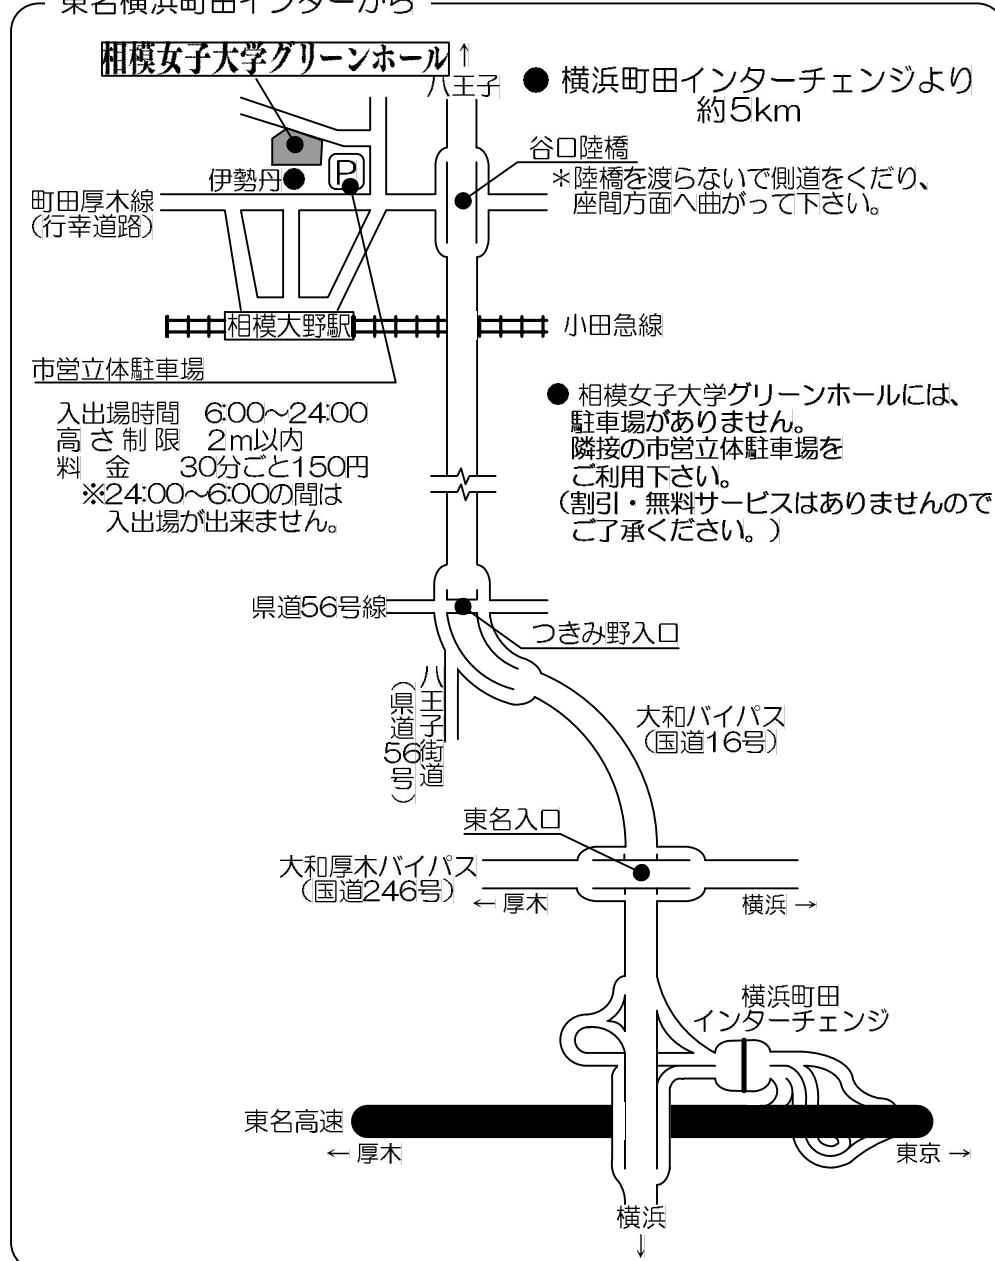 東名横浜町田インターから
相模女子大学グリーンホール
↑
八王子
● 横浜町田インターチェンジより
約5km
谷口陸橋
＊陸橋を渡らないで側道をくだり、
座間方面へ曲がって下さい。
伊勢丹
P
町田厚木線
（行幸道路）
相模大野駅
小田急線
市営立体駐車場
入出場時間 6:00～24:00
高さ制限 2m以内
料 金 30分ごと150円
※24:00～6:00の間は
入出場が出来ません。
● 相模女子大学グリーンホールには、
駐車場がありません。
隣接の市営立体駐車場を
ご利用下さい。
（割引・無料サービスはありませんので
ご了承ください。）
県道56号線
つきみ野入口
八王子街道
（県道56号）
大和バイパス
（国道16号）
東名入口
大和厚木バイパス
（国道246号）
← 厚木
横浜 →
横浜町田
インターチェンジ
東名高速
← 厚木
東京 →
横浜
↓